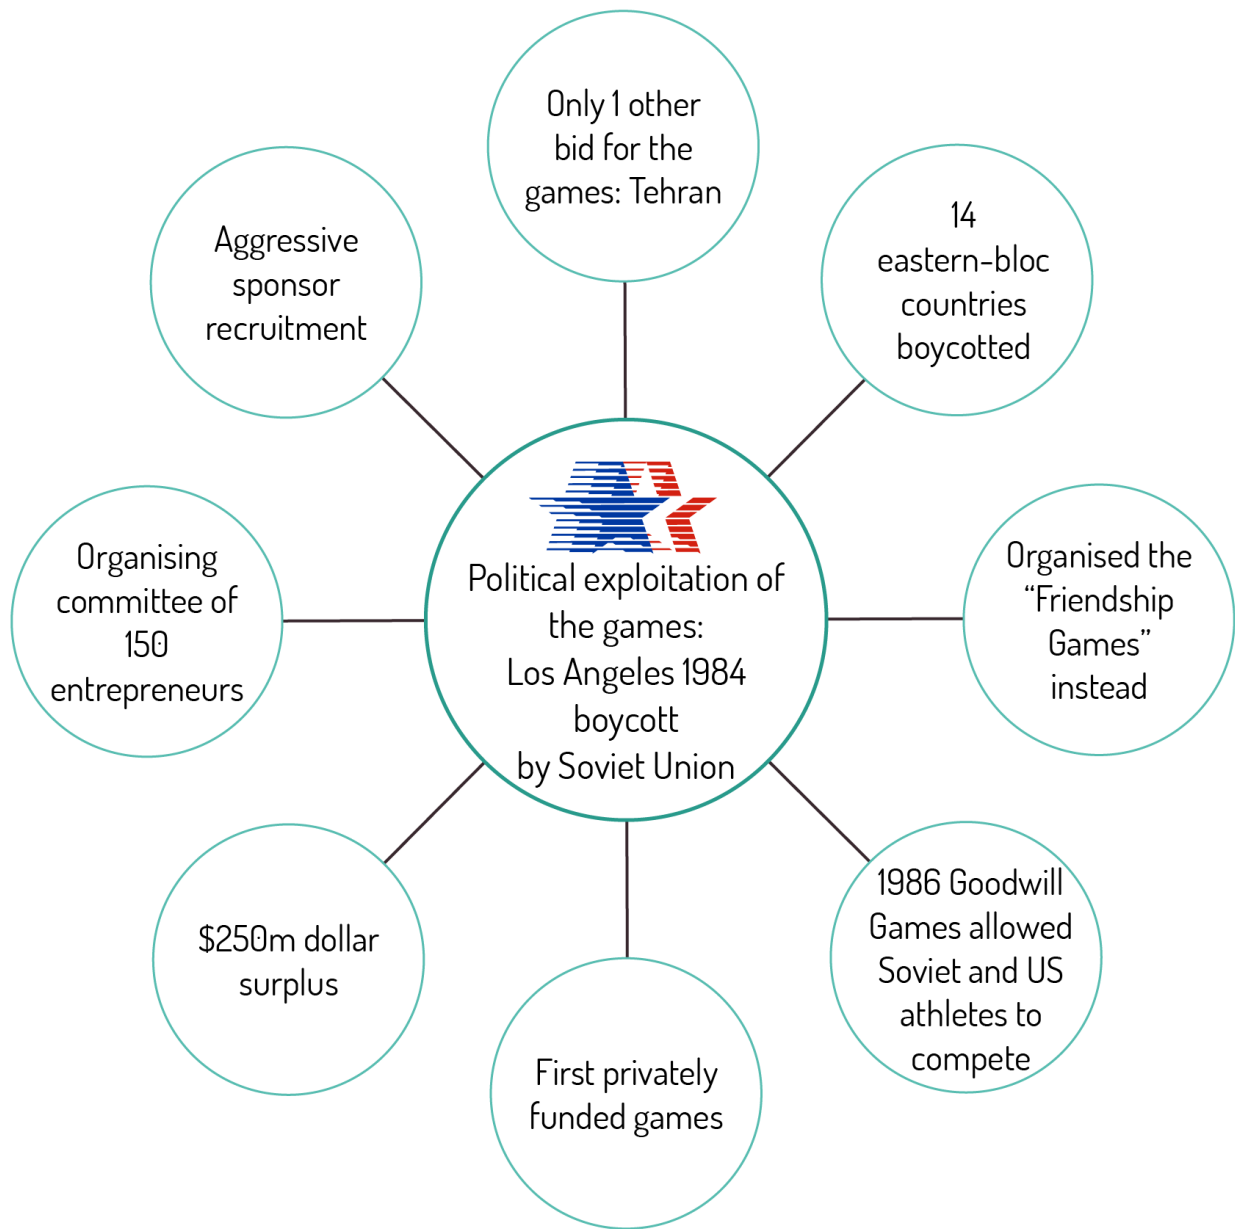 Only 1 other
bid for the
games: Tehran
14
eastern-bloc
countries
boycotted
Aggressive
sponsor
recruitment
Political exploitation of
the games:
Los Angeles 1984
boycott
by Soviet Union
Organised the
“Friendship
Games”
instead
Organising
committee of
150
entrepreneurs
1986 Goodwill
Games allowed
Soviet and US
athletes to
compete
$250m dollar
surplus
First privately
funded games